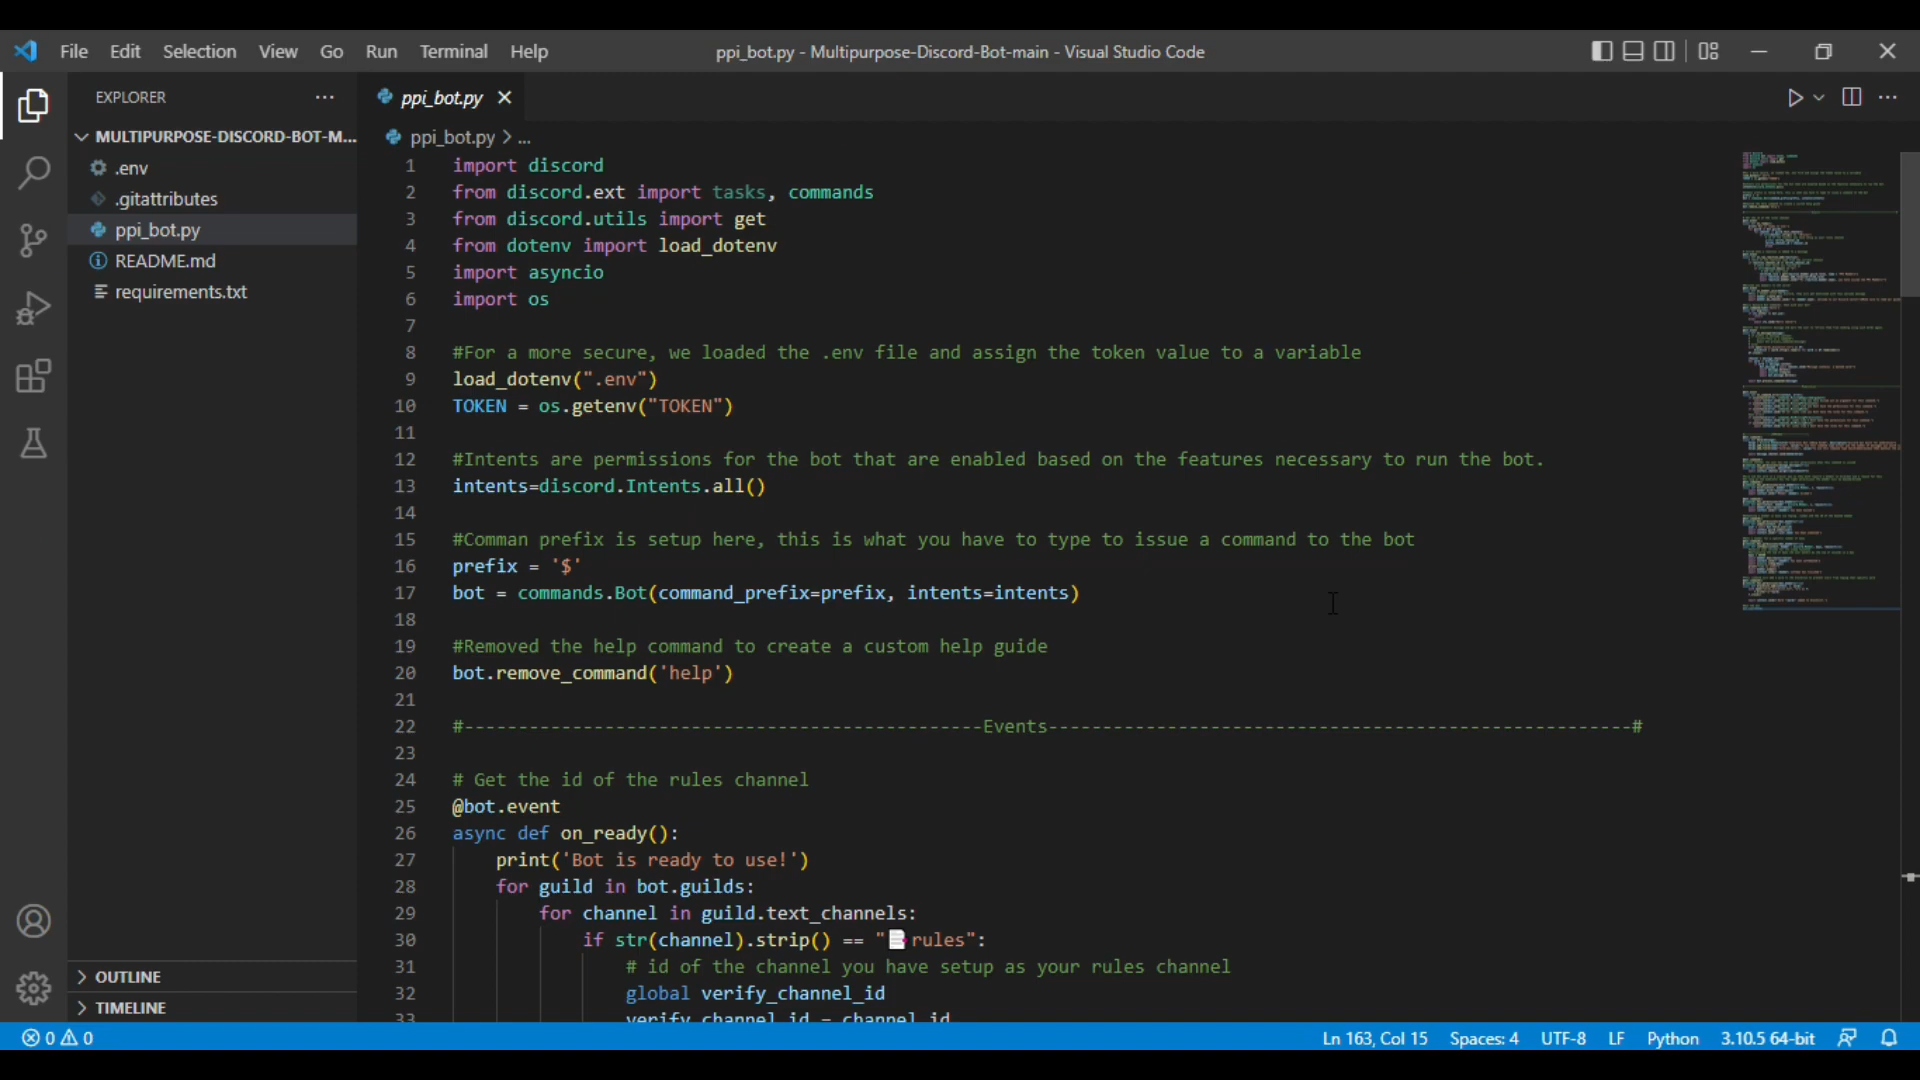 File Edit Selection View Go Run Terminal Help
ppi_bot.py - Multipurpose-Discord-Bot-main - Visual Studio Code
EXPLORER
MULTIPURPOSE-DISCORD-BOT-M...
.env
.gitattributes
ppi_bot.py
README.md
requirements.txt
OUTLINE
TIMELINE
ppi_bot.py
ppi_bot.py > ...
1 import discord
2 from discord.ext import tasks, commands
3 from discord.utils import get
4 from dotenv import load_dotenv
5 import asyncio
6 import os
7
8 #For a more secure, we loaded the .env file and assign the token value to a variable
9 load_dotenv(".env")
10 TOKEN = os.getenv("TOKEN")
11
12 #Intents are permissions for the bot that are enabled based on the features necessary to run the bot.
13 intents=discord.Intents.all()
14
15 #Comman prefix is setup here, this is what you have to type to issue a command to the bot
16 prefix = '$'
17 bot = commands.Bot(command_prefix=prefix, intents=intents)
18
19 #Removed the help command to create a custom help guide
20 bot.remove_command('help')
21
22 #------------------------------------------------Events------------------------------------------------------#
23
24 # Get the id of the rules channel
25 @bot.event
26 async def on_ready():
27 print('Bot is ready to use!')
28 for guild in bot.guilds:
29 for channel in guild.text_channels:
30 if str(channel).strip() == "📑rules":
31 # id of the channel you have setup as your rules channel
32 global verify_channel_id
33 verify_channel_id = channel.id
0 0
Ln 163, Col 15 Spaces: 4 UTF-8 LF Python 3.10.5 64-bit